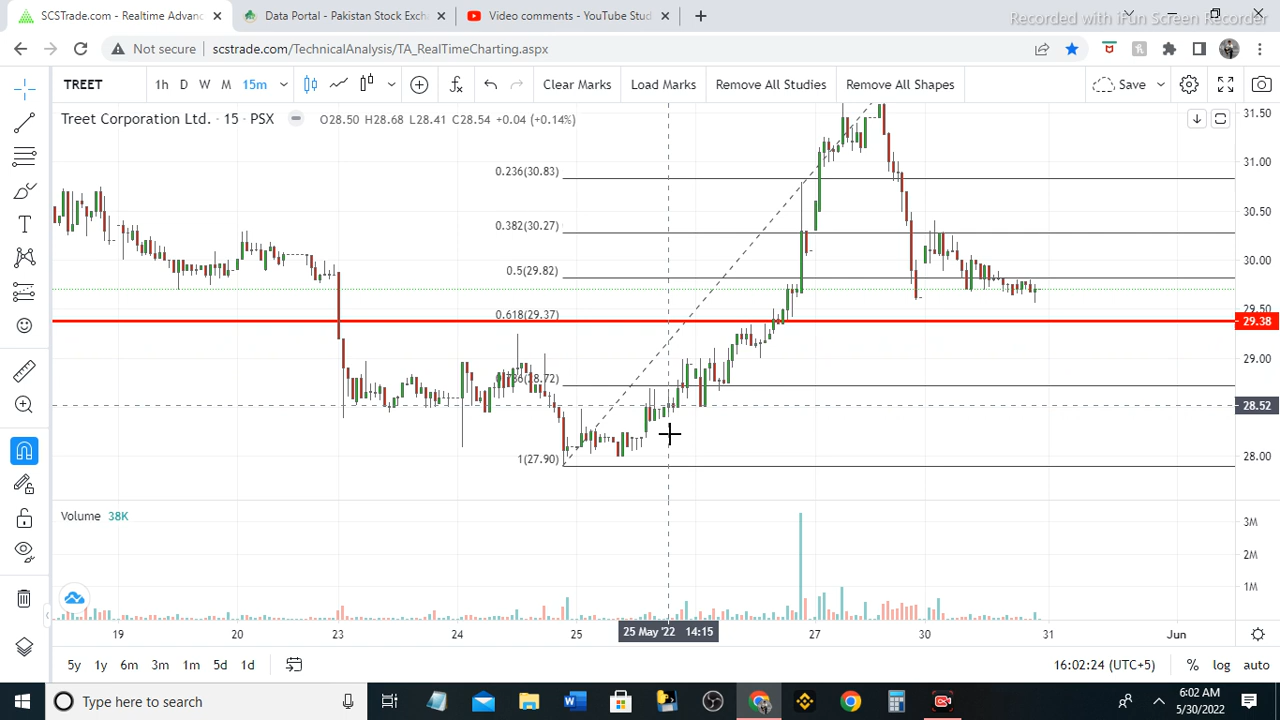 SCSTrade.com - Realtime Advanc
Data Portal - Pakistan Stock Exch
Video comments - YouTube Stud
Recorded with iFun Screen Recorder
Not secure
scstrade.com/TechnicalAnalysis/TA_RealTimeCharting.aspx
TREET
1h D W M 15m
Clear Marks
Load Marks
Remove All Studies
Remove All Shapes
Save
Treet Corporation Ltd. · 15 · PSX
O28.50 H28.68 L28.41 C28.54 +0.04 (+0.14%)
31.50
0.236(30.83)
31.00
30.50
0.382(30.27)
30.00
0.5(29.82)
29.50
0.618(29.37)
29.38
29.00
0.786(28.72)
28.52
1(27.90)
28.00
Volume 38K
3M
2M
1M
19 20 23 24 25 25 May '22 14:15 27 30 31 Jun
5y 1y 6m 3m 1m 5d 1d
16:02:24 (UTC+5)
% log auto
Type here to search
6:02 AM
5/30/2022